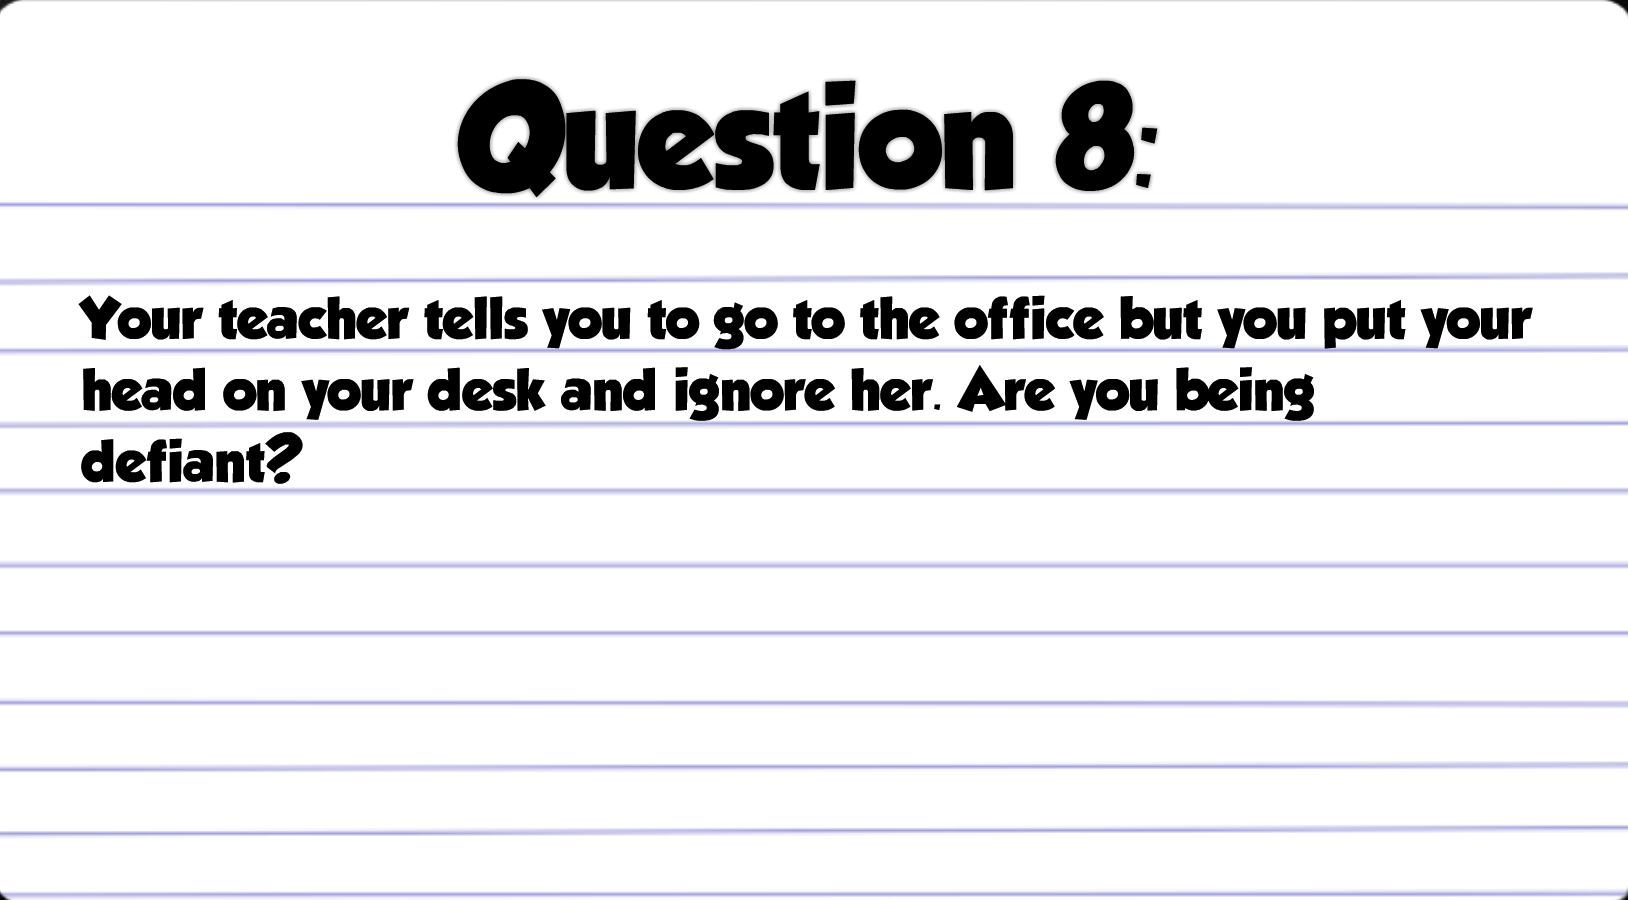 Question 8:
Your teacher tells you to go to the office but you put your
head on your desk and ignore her. Are you being
defiant?